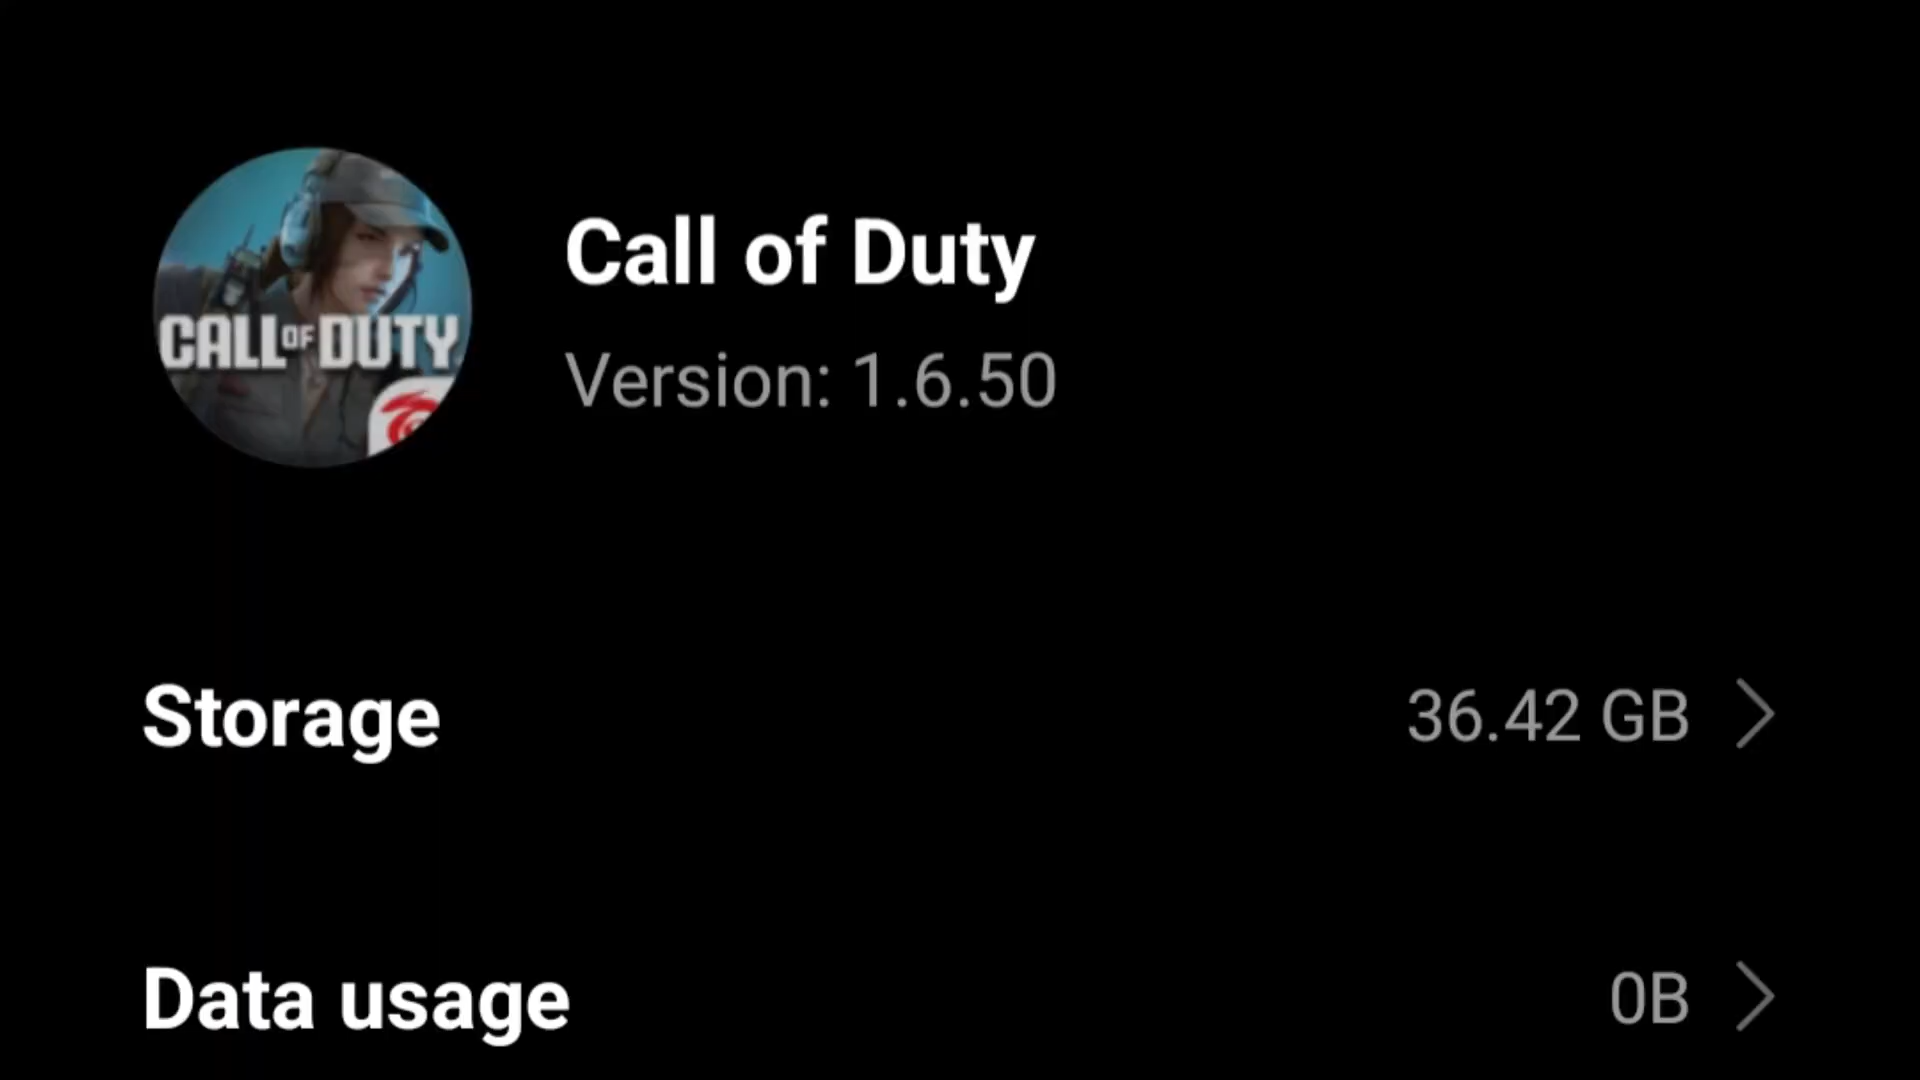 CALL OF DUTY
Call of Duty
Version: 1.6.50
Storage
36.42 GB
Data usage
0B